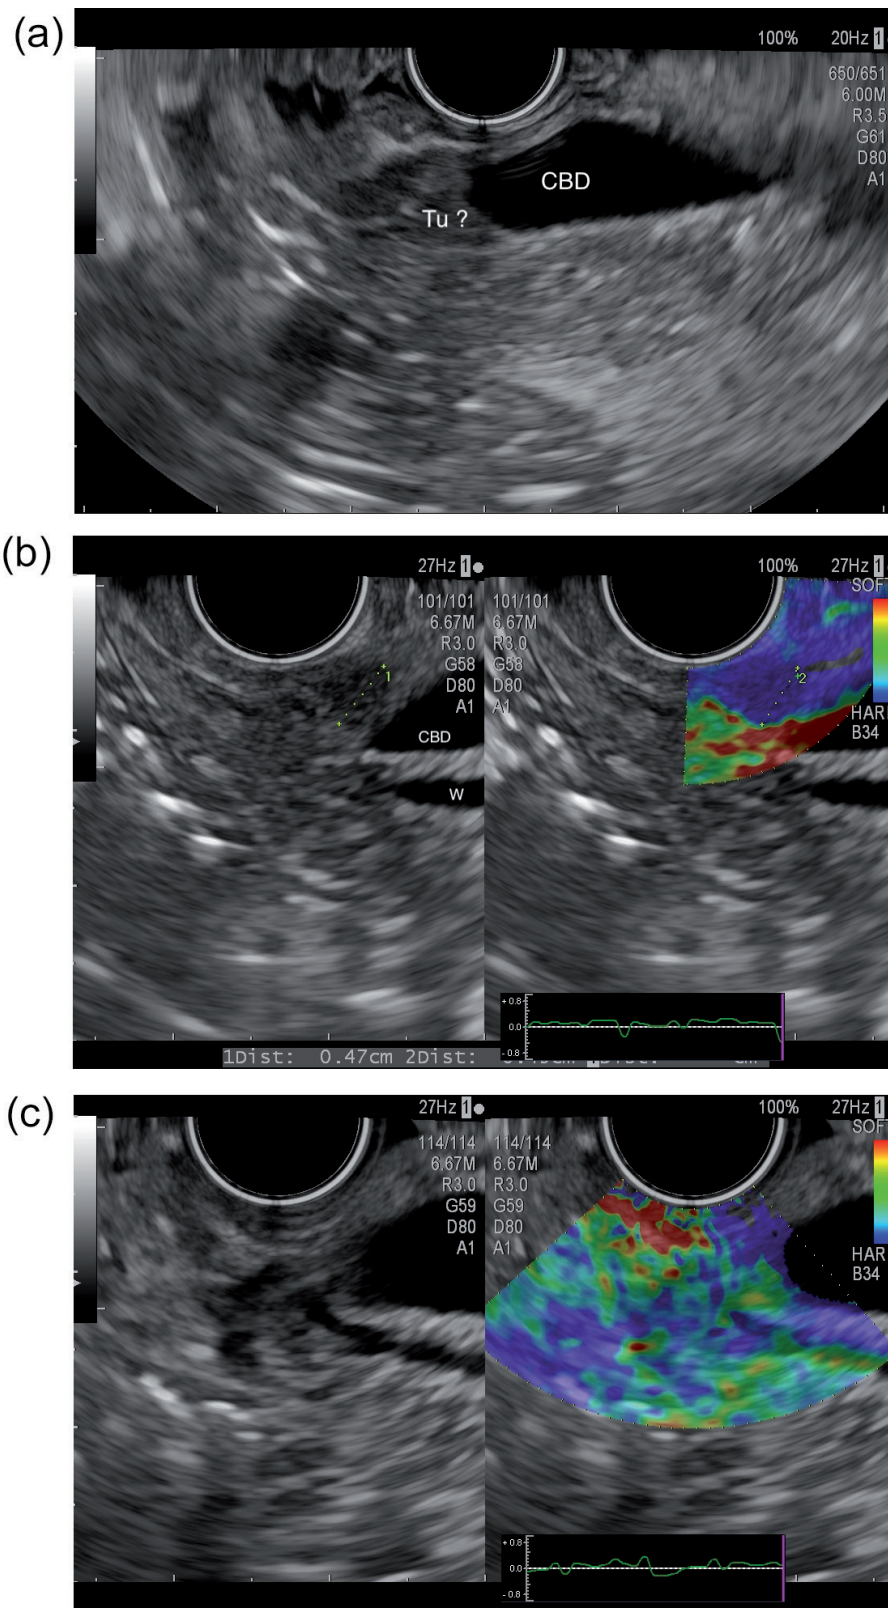 (a)
100% 20Hz 1
650/651
6.00M
R3.5
G61
D80
A1
CBD
Tu ?
(b)
27Hz 1
101/101
6.67M
R3.0
G58
D80
A1
1
CBD
W
100% 27Hz 1
SOF
101/101
6.67M
R3.0
G58
D80
A1
2
HAR
B34
+ 0.8
0.0
- 0.8
1Dist: 0.47cm 2Dist: Dist: cm
(c)
27Hz 1
114/114
6.67M
R3.0
G59
D80
A1
100% 27Hz 1
SOF
114/114
6.67M
R3.0
G59
D80
A1
HAR
B34
+ 0.8
0.0
- 0.8